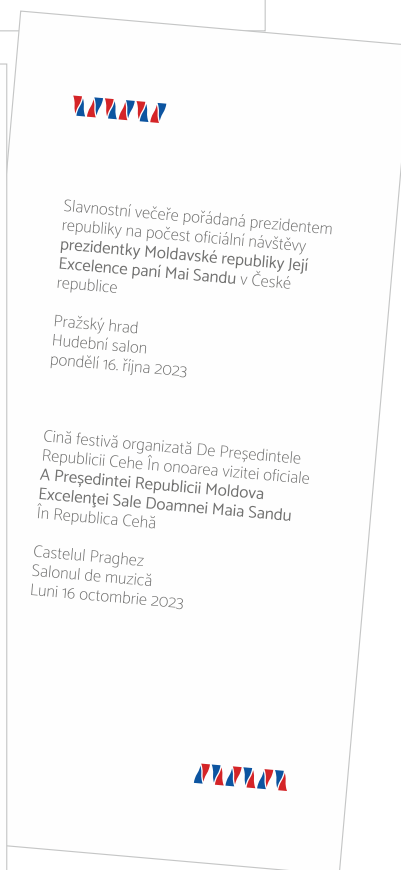 Slavnostní večeře pořádaná prezidentem
republiky na počest oficiální návštěvy
prezidentky Moldavské republiky Její
Excelence paní Mai Sandu v České
republice
Pražský hrad
Hudební salon
pondělí 16. října 2023
Cină festivă organizată De Președintele
Republicii Cehe În onoarea vizitei oficiale
A Președintei Republicii Moldova
Excelenţei Sale Doamnei Maia Sandu
În Republica Cehă
Castelul Praghez
Salonul de muzică
Luni 16 octombrie 2023